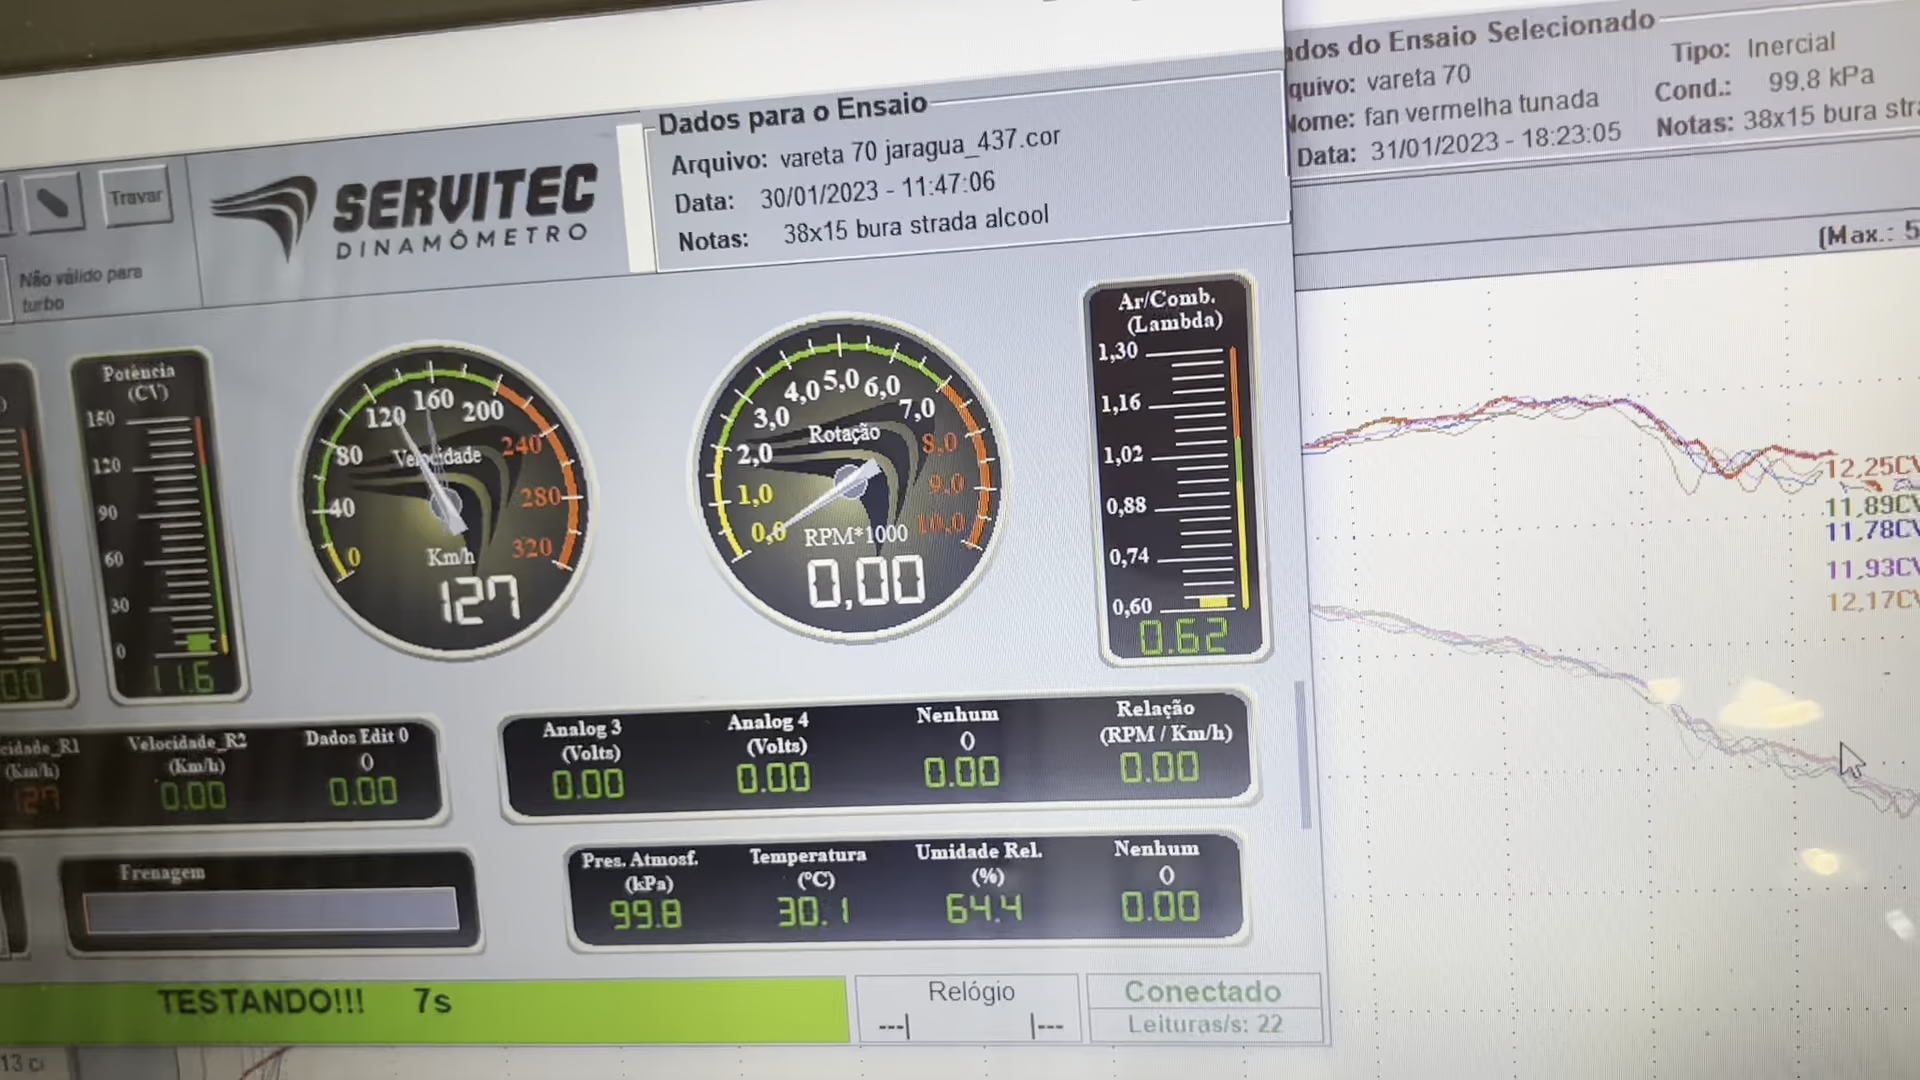 Travar
Não válido para
turbo
SERVITEC
DINAMÔMETRO
Dados para o Ensaio
Arquivo: vareta 70 jaragua_437.cor
Data: 30/01/2023 - 11:47:06
Notas: 38x15 bura strada alcool
do Ensaio Selecionado
vareta 70
fan vermelha tunada
Data: 31/01/2023 - 18:23:05
Tipo: Inercial
Cond.: 99,8 kPa
Notas: 38x15 bura
(Max.: 5
Potência
(CV)
150
120
90
60
30
0
11.6
0
40
80
120
160
200
240
280
320
Velocidade
Km/h
127
0,0
1,0
2,0
3,0
4,0
5,0
6,0
7,0
8,0
9,0
10,0
Rotação
RPM*1000
0,00
Ar/Comb.
(Lambda)
1,30
1,16
1,02
0,88
0,74
0,60
0.62
12,25CV
11,89CV
11,78CV
11,93CV
12,17CV
(Km/h)
127
Velocidade_R2
(Km/h)
0.00
Dados Edit 0
0
0.00
Analog 3
(Volts)
0.00
Analog 4
(Volts)
0.00
Nenhum
0
0.00
Relação
(RPM / Km/h)
0.00
Frenagem
Pres. Atmosf.
(kPa)
99.8
Temperatura
(ºC)
30.1
Umidade Rel.
(%)
64.4
Nenhum
0
0.00
TESTANDO!!! 7s
Relógio
---| |---
Conectado
Leituras/s: 22